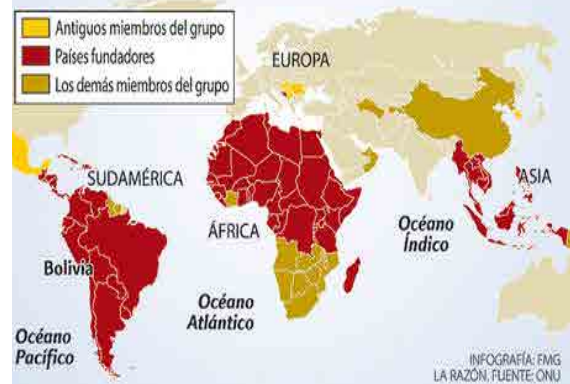 Antiguos miembros del grupo
Países fundadores
Los demás miembros del grupo
EUROPA
SUDAMÉRICA
ASIA
ÁFRICA
Océano
Índico
Bolivia
Océano
Atlántico
Océano
Pacífico
INFOGRAFÍA: FMG
LA RAZÓN. FUENTE: ONU